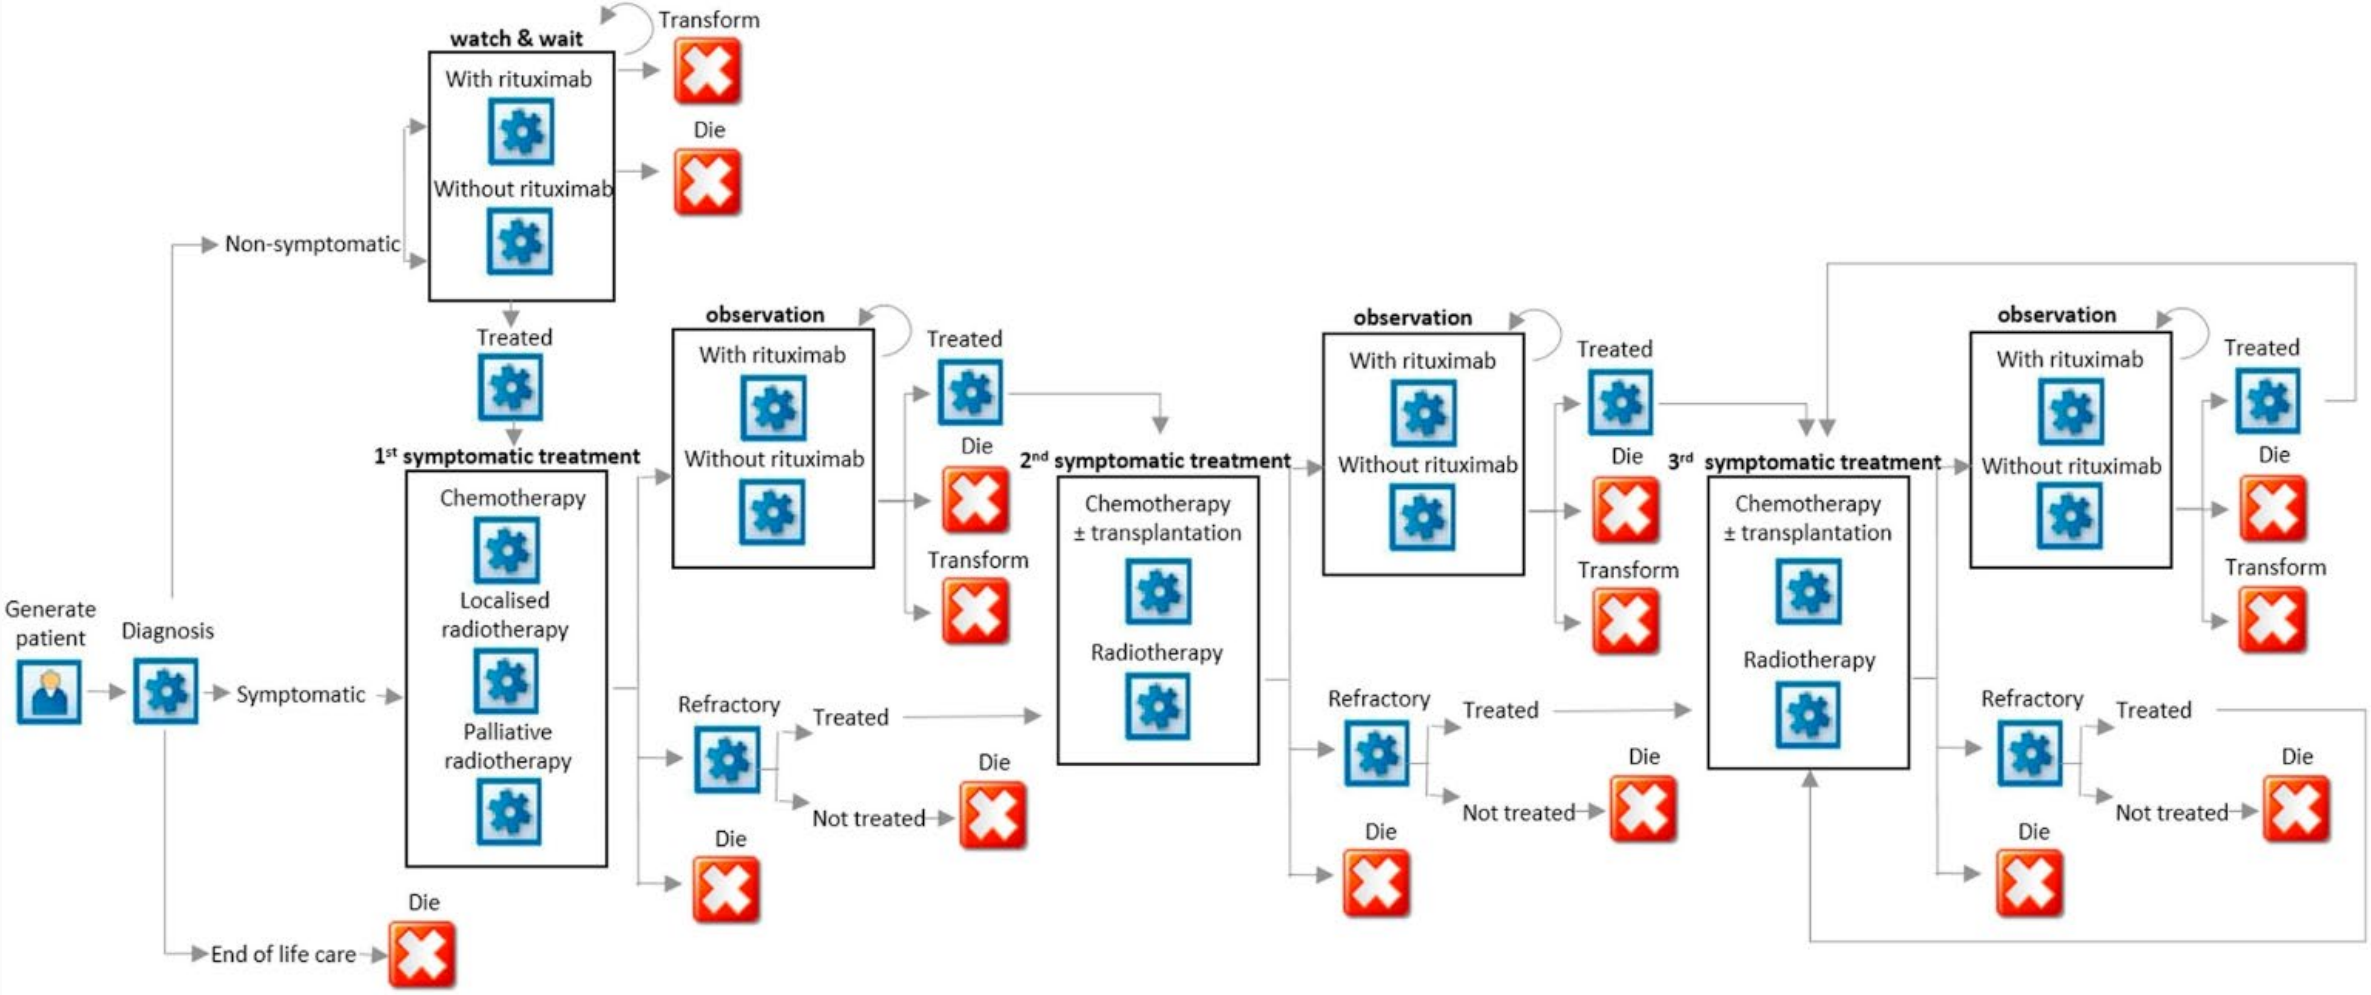 Transform
watch & wait
With rituximab
Die
Without rituximab
Non-symptomatic
Treated
1st symptomatic treatment
Chemotherapy
Localised
radiotherapy
Palliative
radiotherapy
Generate
patient
Diagnosis
Symptomatic
End of life care
Die
observation
With rituximab
Without rituximab
Treated
Die
Transform
Refractory
Treated
Not treated
Die
Die
2nd symptomatic treatment
Chemotherapy
± transplantation
Radiotherapy
observation
With rituximab
Without rituximab
Treated
Die
Transform
Refractory
Treated
Not treated
Die
Die
3rd symptomatic treatment
Chemotherapy
± transplantation
Radiotherapy
observation
With rituximab
Without rituximab
Treated
Die
Transform
Refractory
Treated
Not treated
Die
Die